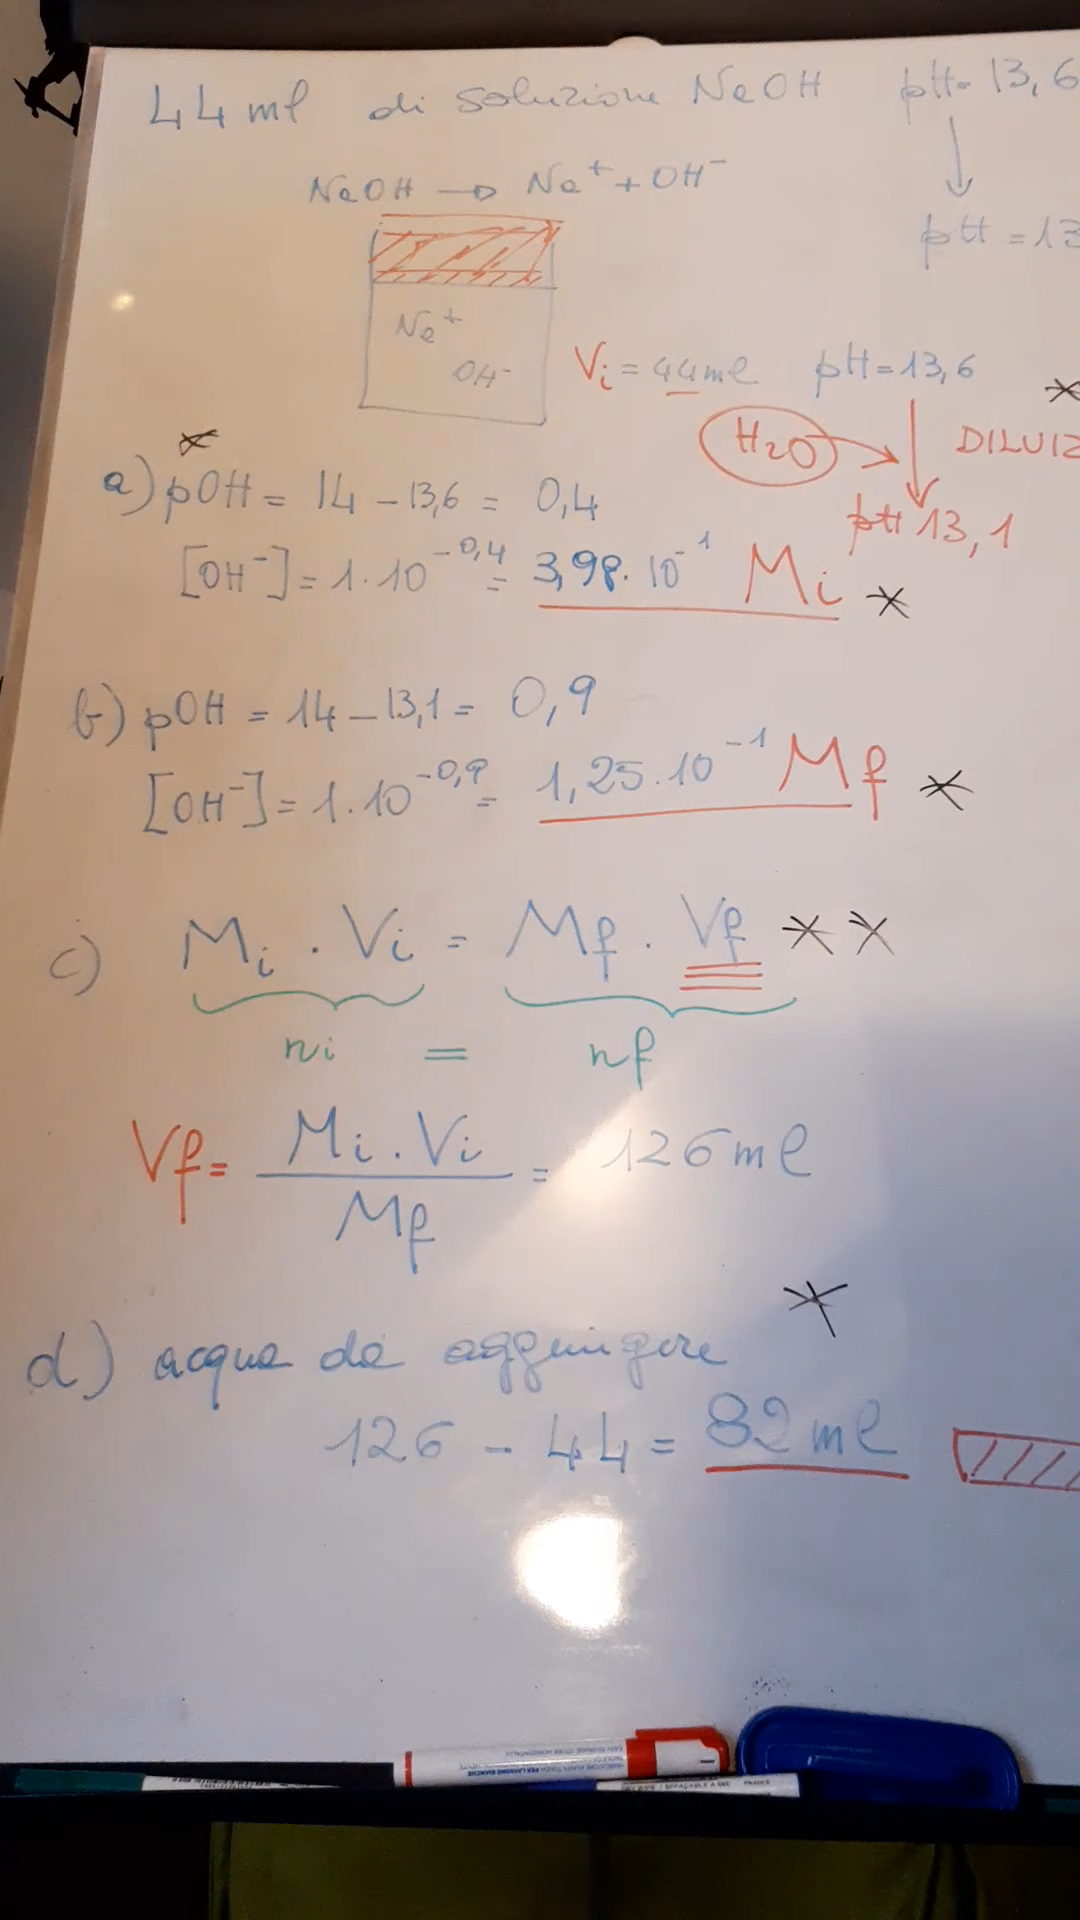 44 ml di soluzione NaOH pH = 13,6
NaOH → Na⁺ + OH⁻
pH = 13
Na⁺
OH⁻
Vi = 44 ml pH = 13,6
H₂O DILUIZ
pH 13,1
a) pOH = 14 - 13,6 = 0,4
[OH⁻] = 1 · 10⁻⁰,⁴ = 3,98 · 10⁻¹ Mi *
b) pOH = 14 - 13,1 = 0,9
[OH⁻] = 1 · 10⁻⁰,⁹ = 1,25 · 10⁻¹ Mf *
c) Mi · Vi = Mf · Vf * *
ni = nf
Vf = Mi · Vi / Mf = 126 ml
d) acqua da aggiungere *
126 - 44 = 82 ml